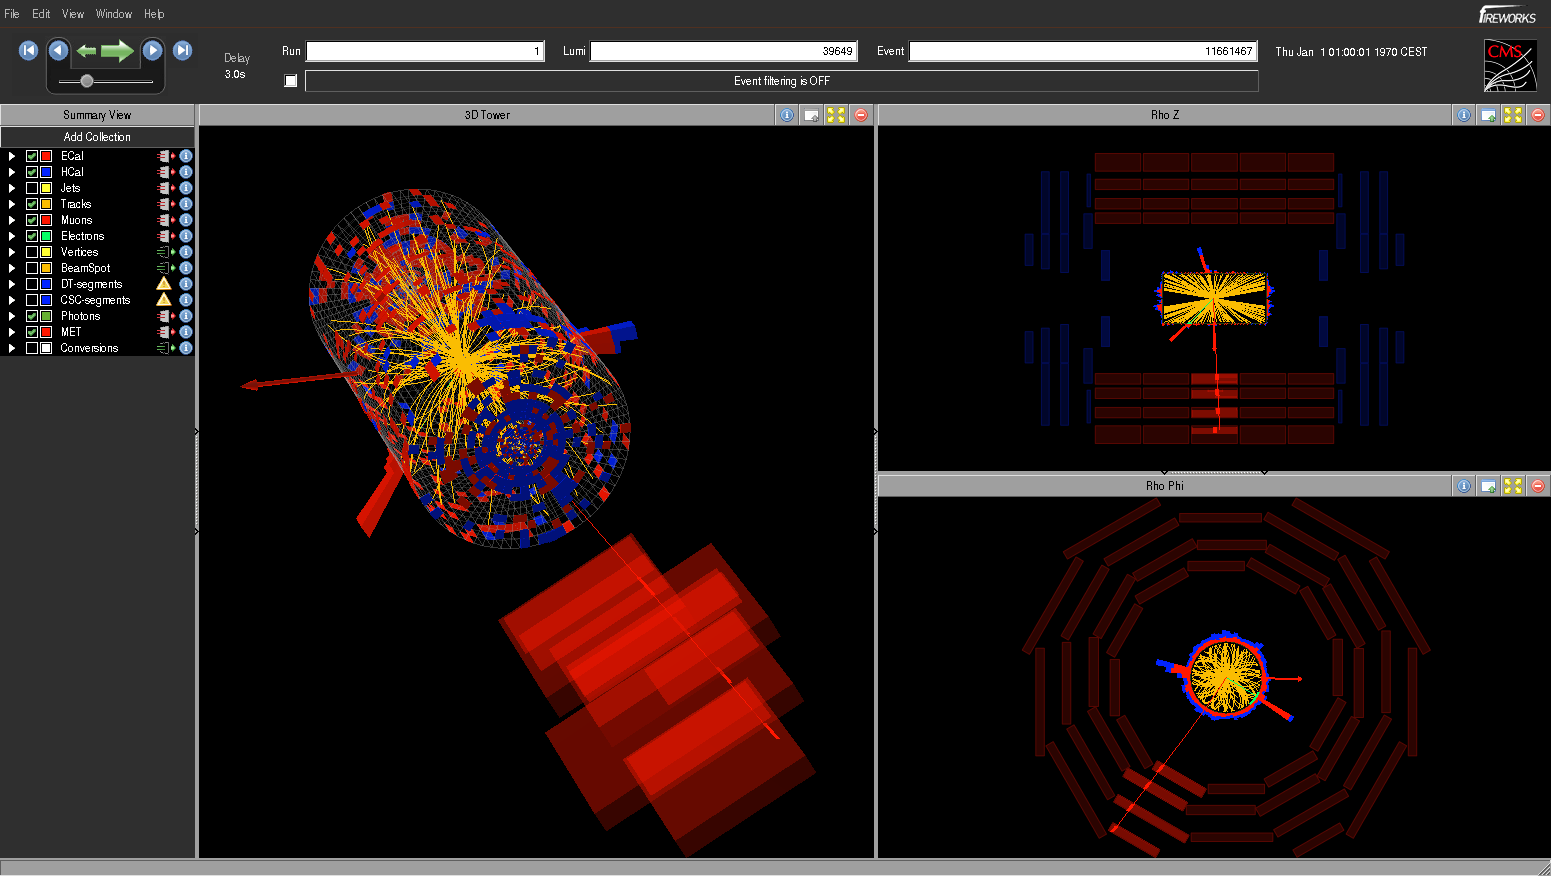 File Edit View Window Help
FIREWORKS
Delay
3.0s
Run 1 Lumi 39649 Event 11661467 Thu Jan 1 01:00:01 1970 CEST
CMS
Event filtering is OFF
Summary View
Add Collection
ECal
HCal
Jets
Tracks
Muons
Electrons
Vertices
BeamSpot
DT-segments
CSC-segments
Photons
MET
Conversions
3D Tower
Rho Z
Rho Phi